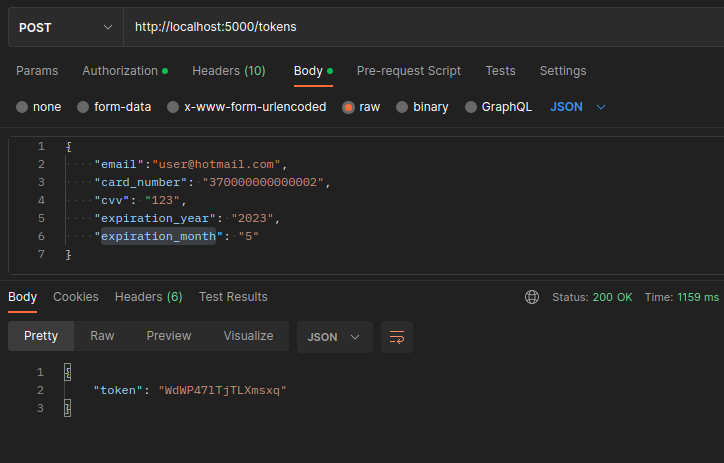 POST http://localhost:5000/tokens
Params Authorization Headers (10) Body Pre-request Script Tests Settings
none form-data x-www-form-urlencoded raw binary GraphQL JSON
1 {
2 "email":"user@hotmail.com",
3 "card_number": "370000000000002",
4 "cvv": "123",
5 "expiration_year": "2023",
6 "expiration_month": "5"
7 }
Body Cookies Headers (6) Test Results Status: 200 OK Time: 1159 ms
Pretty Raw Preview Visualize JSON
1 {
2 "token": "WdWP47lTjTLXmsxq"
3 }